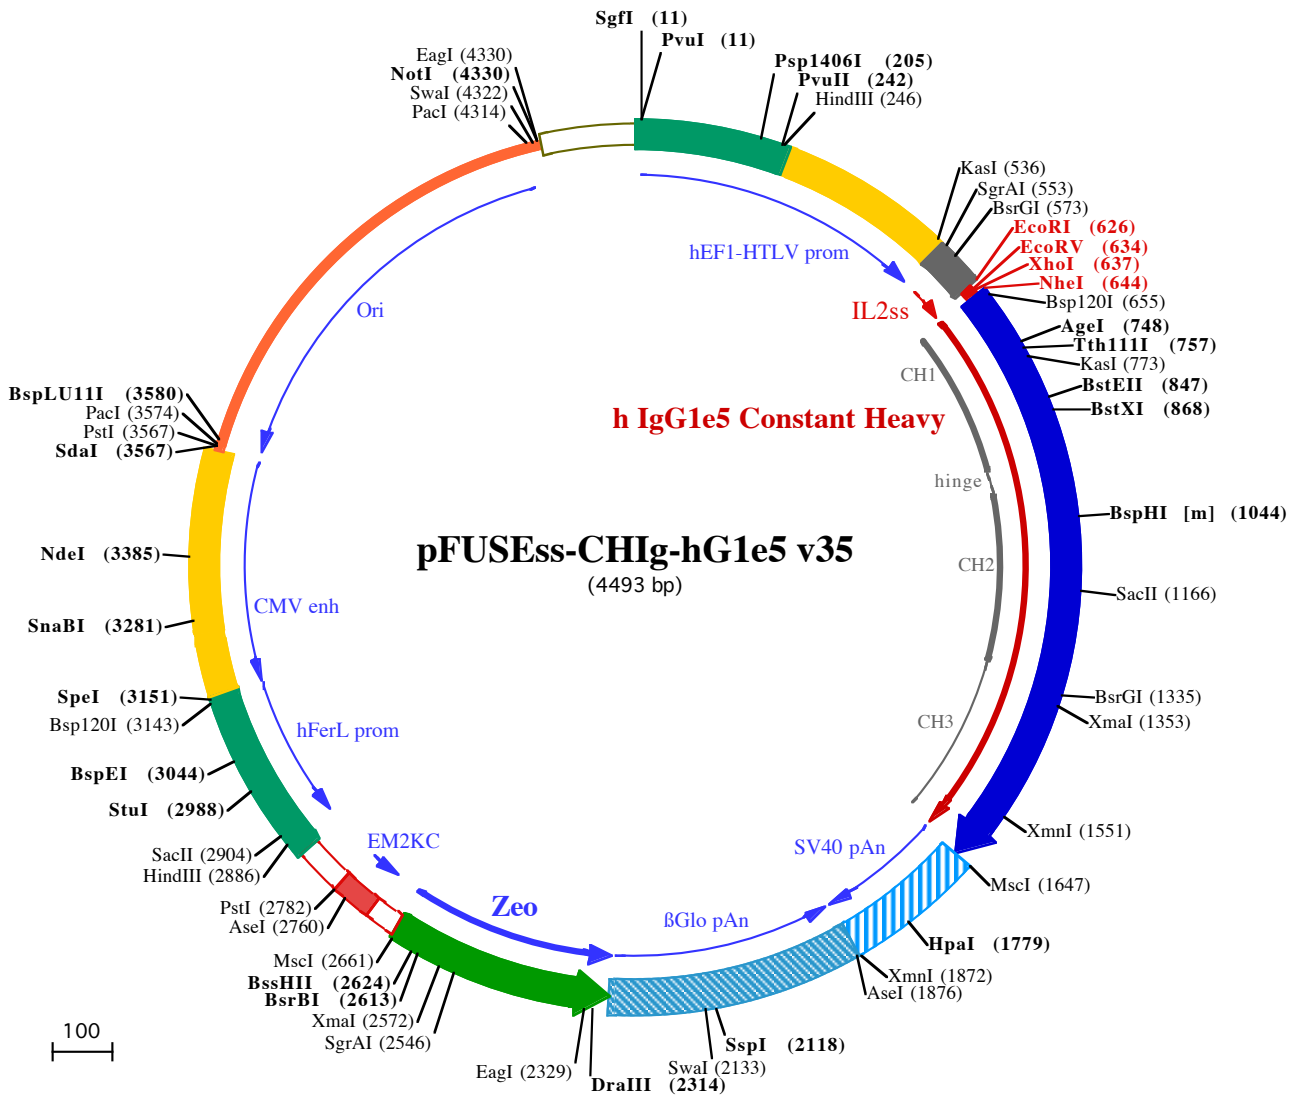 SgfI (11)
PvuI (11)
Psp1406I (205)
PvuII (242)
HindIII (246)
EagI (4330)
NotI (4330)
SwaI (4322)
PacI (4314)
KasI (536)
SgrAI (553)
BsrGI (573)
EcoRI (626)
EcoRV (634)
XhoI (637)
NheI (644)
Bsp120I (655)
AgeI (748)
Tth111I (757)
KasI (773)
BstEII (847)
BstXI (868)
BspHI [m] (1044)
SacII (1166)
BsrGI (1335)
XmaI (1353)
XmnI (1551)
MscI (1647)
HpaI (1779)
XmnI (1872)
AseI (1876)
SspI (2118)
SwaI (2133)
DraIII (2314)
EagI (2329)
SgrAI (2546)
XmaI (2572)
BsrBI (2613)
BssHII (2624)
MscI (2661)
AseI (2760)
PstI (2782)
HindIII (2886)
SacII (2904)
StuI (2988)
BspEI (3044)
Bsp120I (3143)
SpeI (3151)
SnaBI (3281)
NdeI (3385)
SdaI (3567)
PstI (3567)
PacI (3574)
BspLU11I (3580)
hEF1-HTLV prom
IL2ss
CH1
h IgG1e5 Constant Heavy
hinge
CH2
CH3
SV40 pAn
ßGlo pAn
Zeo
EM2KC
hFerL prom
CMV enh
Ori
pFUSEss-CHIg-hG1e5 v35
(4493 bp)
100